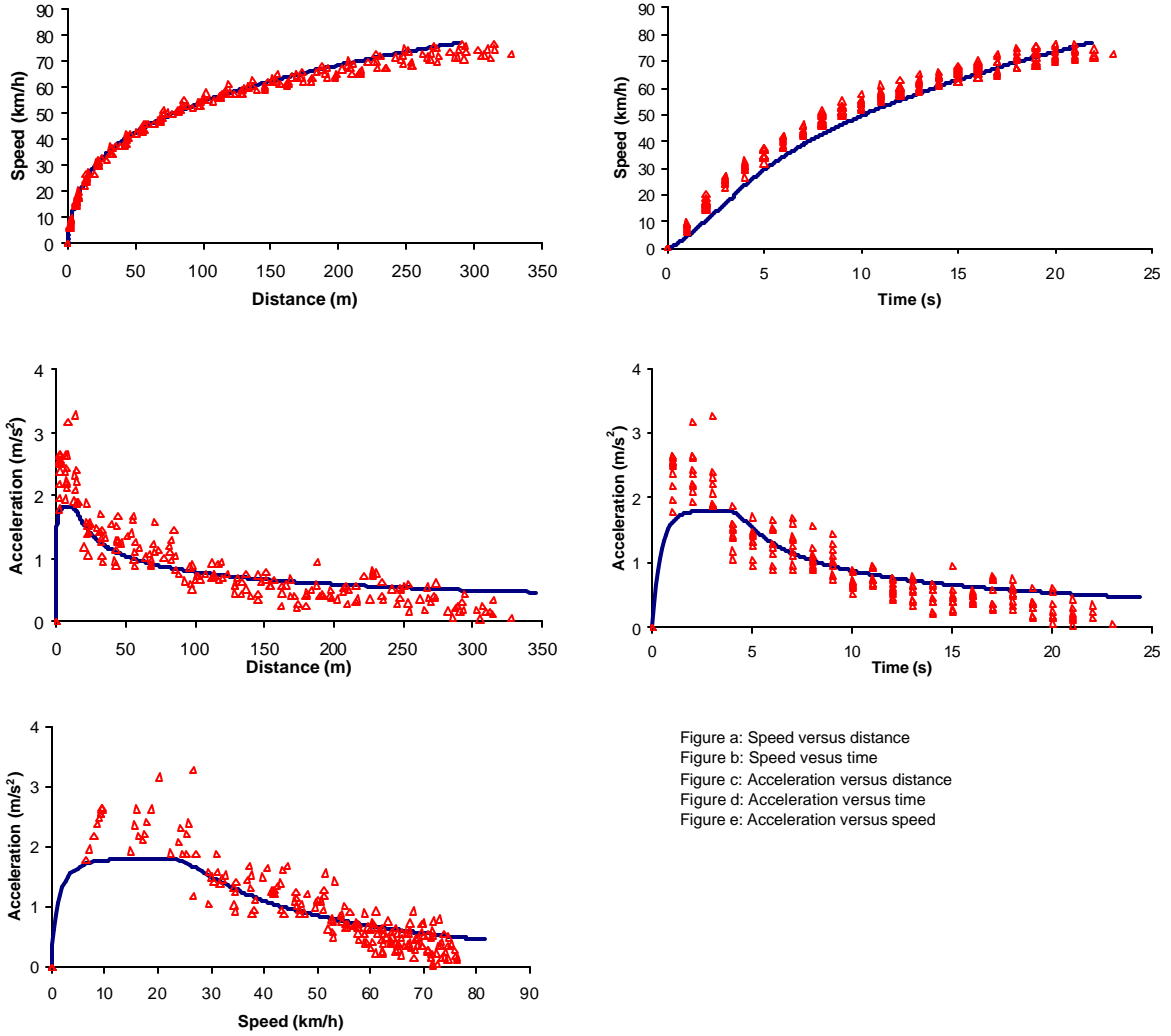 90
80
70
60
50
40
30
20
10
0
Speed (km/h)
0 50 100 150 200 250 300 350
Distance (m)
90
80
70
60
50
40
30
20
10
0
Speed (km/h)
0 5 10 15 20 25
Time (s)
4
3
2
1
0
Acceleration (m/s²)
0 50 100 150 200 250 300 350
Distance (m)
4
3
2
1
0
Acceleration (m/s²)
0 5 10 15 20 25
Time (s)
4
3
2
1
0
Acceleration (m/s²)
0 10 20 30 40 50 60 70 80 90
Speed (km/h)
Figure a: Speed versus distance
Figure b: Speed vesus time
Figure c: Acceleration versus distance
Figure d: Acceleration versus time
Figure e: Acceleration versus speed